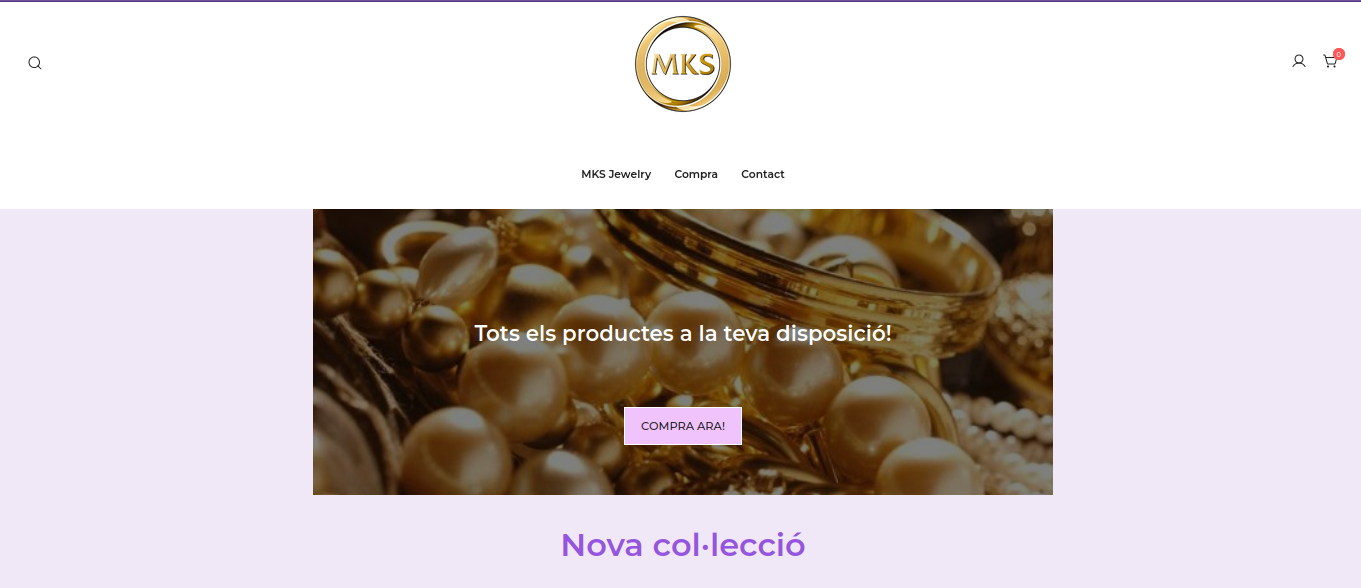 MKS
0
MKS Jewelry Compra Contact
Tots els productes a la teva disposició!
COMPRA ARA!
Nova col·lecció